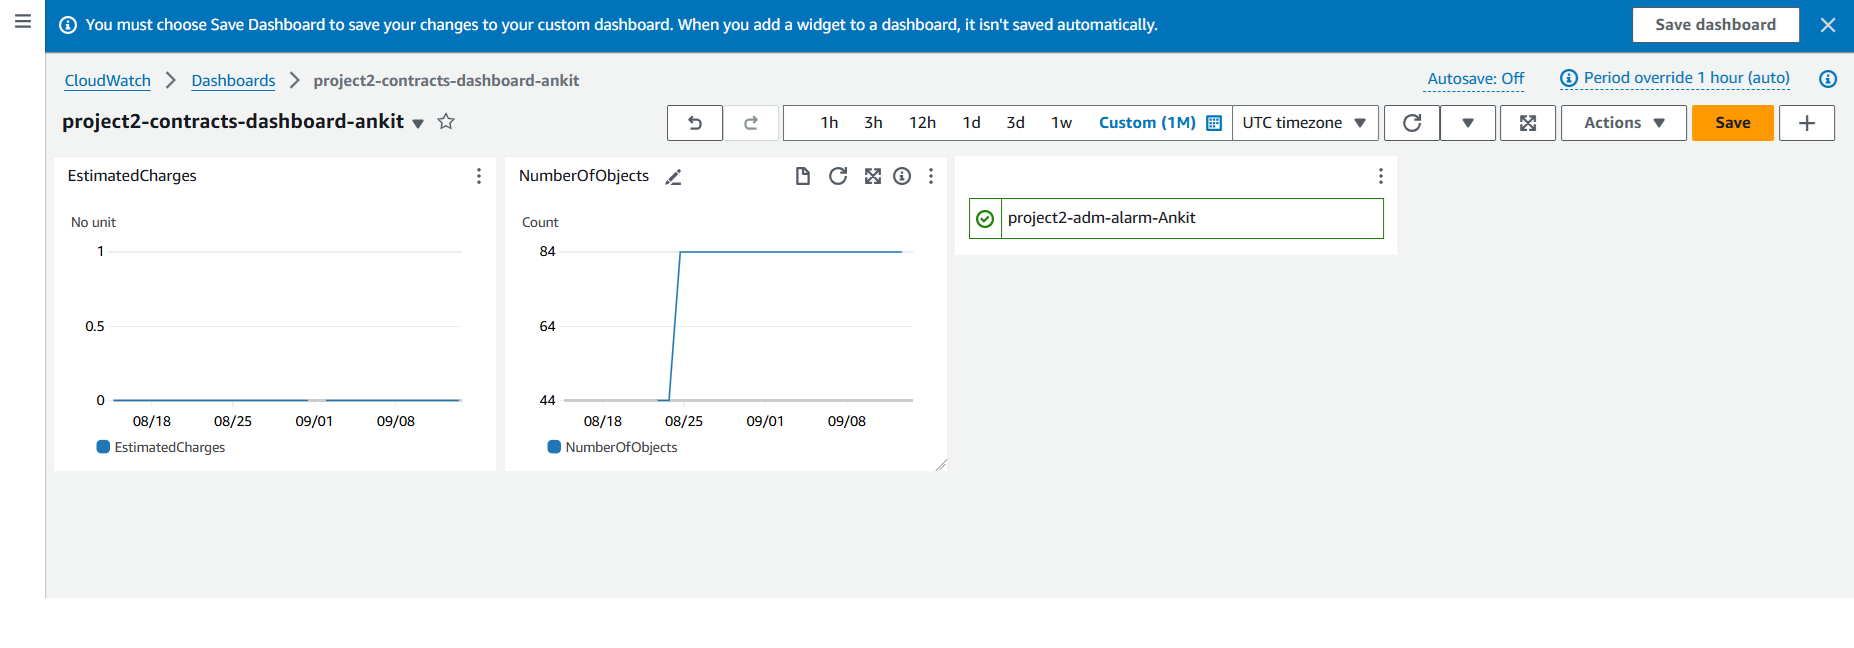 You must choose Save Dashboard to save your changes to your custom dashboard. When you add a widget to a dashboard, it isn't saved automatically.
Save dashboard
CloudWatch
Dashboards
project2-contracts-dashboard-ankit
Autosave: Off
Period override 1 hour (auto)
project2-contracts-dashboard-ankit
1h 3h 12h 1d 3d 1w Custom (1M)
UTC timezone
Actions
Save
EstimatedCharges
No unit
1
0.5
0
08/18 08/25 09/01 09/08
EstimatedCharges
NumberOfObjects
Count
84
64
44
08/18 08/25 09/01 09/08
NumberOfObjects
project2-adm-alarm-Ankit